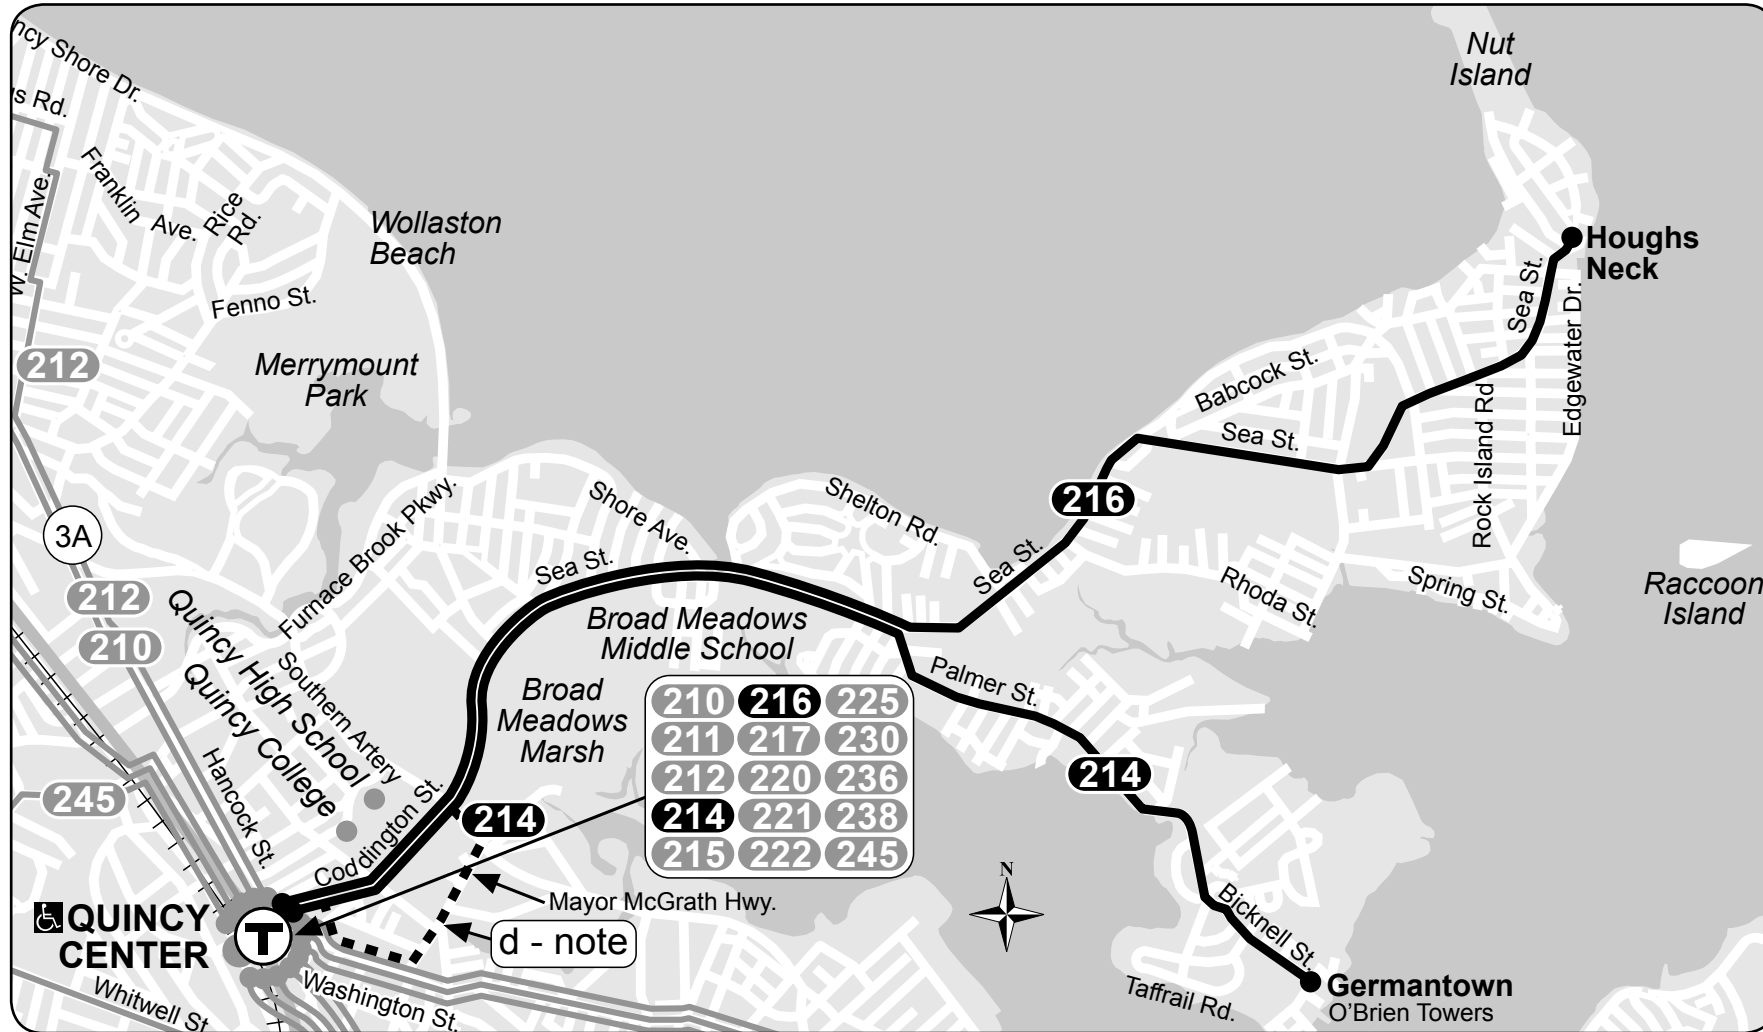 ncy Shore Dr.
s Rd.
W. Elm Ave.
Franklin
Ave.
Rice
Rd.
Fenno St.
Wollaston
Beach
Merrymount
Park
Nut
Island
Houghs
Neck
Sea St.
Edgewater Dr.
Rock Island Rd
Babcock St.
Sea St.
212
3A
212
210
245
216
Shelton Rd.
Shore Ave.
Sea St.
Sea St.
Furnace Brook Pkwy.
Rhoda St.
Spring St.
Raccoon
Island
Quincy High School
Quincy College
Southern Artery
Hancock St.
Coddington St.
Broad Meadows
Middle School
Broad
Meadows
Marsh
Palmer St.
210 216 225
211 217 230
212 220 236
214 221 238
215 222 245
214
214
Mayor McGrath Hwy.
d - note
N
QUINCY
CENTER
T
Whitwell St
Washington St.
Bicknell St.
Taffrail Rd.
Germantown
O'Brien Towers